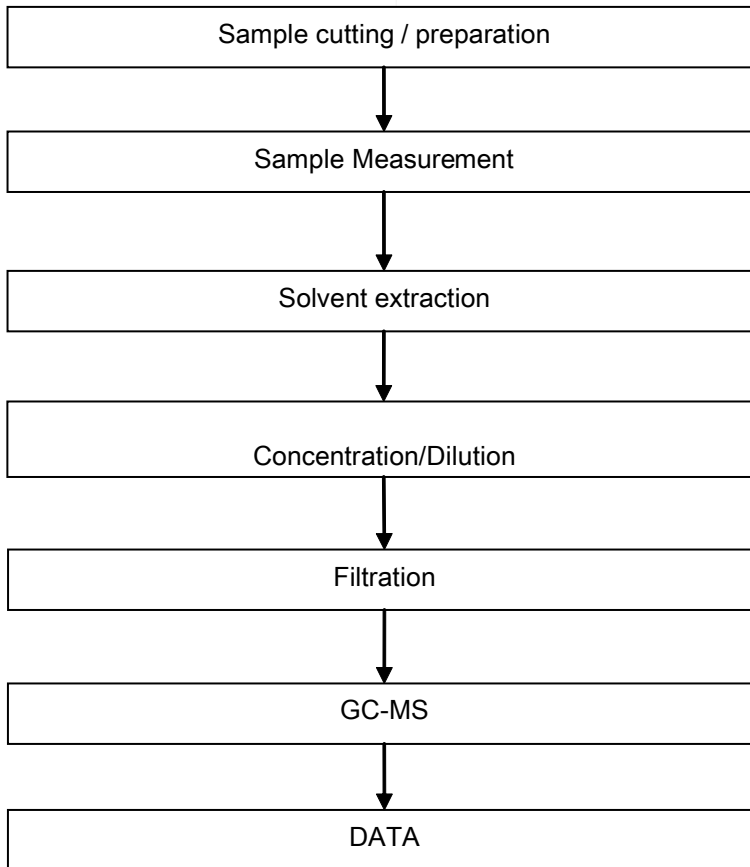 Sample cutting / preparation
Sample Measurement
Solvent extraction
Concentration/Dilution
Filtration
GC-MS
DATA